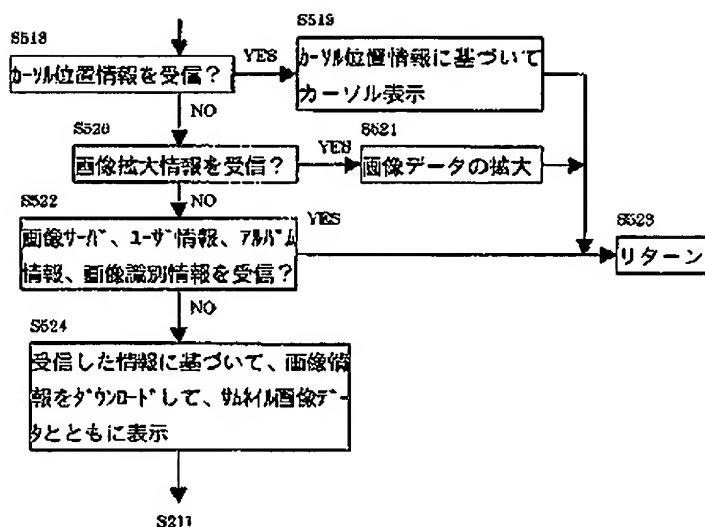 S518
カーソル位置情報を受信？
YES
S519
カーソル位置情報に基づいて
カーソル表示
NO
S520
画像拡大情報を受信？
YES
S521
画像データの拡大
NO
S522
画像サーバ、ユーザ情報、アルバム
情報、画像識別情報を受信？
YES
S523
リターン
NO
S524
受信した情報に基づいて、画像情
報をダウンロードして、サムネイル画像デー
タとともに表示
S211